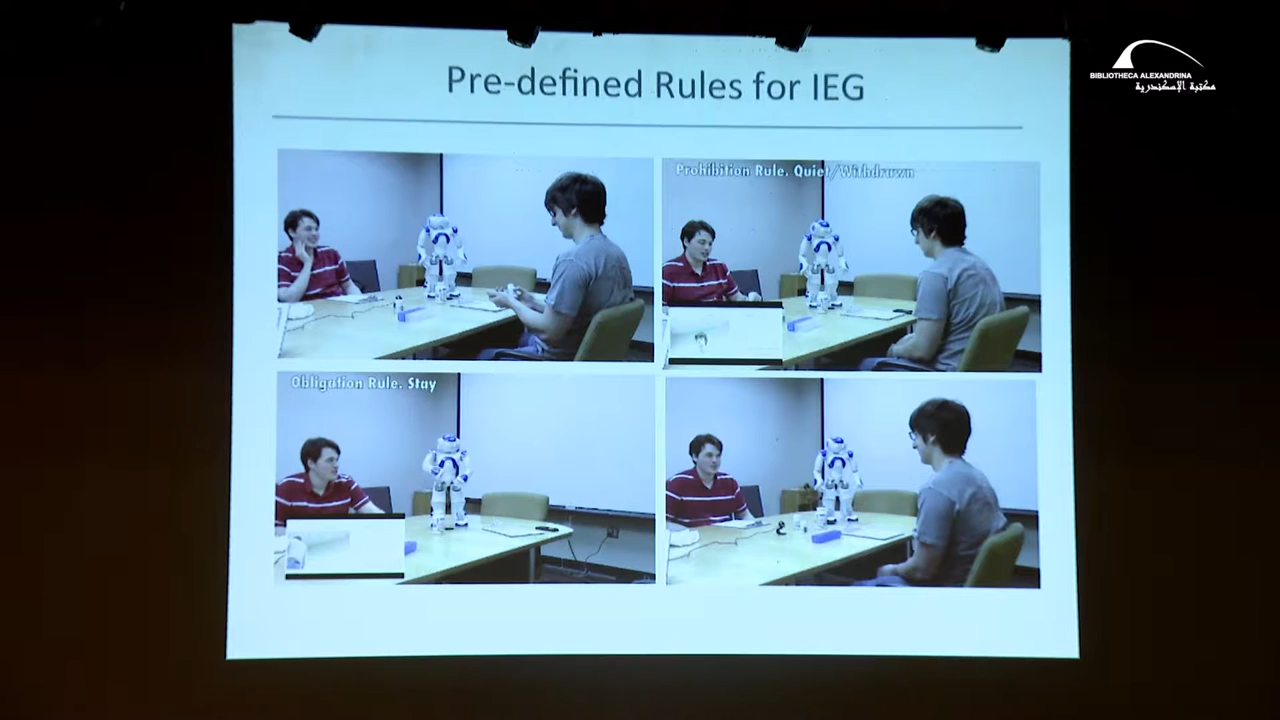 Pre-defined Rules for IEG
BIBLIOTHECA ALEXANDRINA
مكتبة الإسكندرية
Prohibition Rule. Quiet/Withdrawn
Obligation Rule. Stay